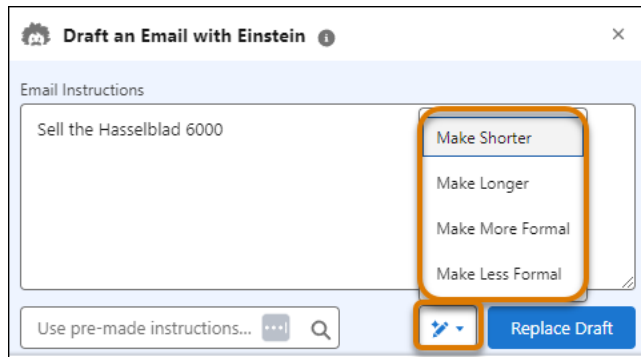 Draft an Email with Einstein
Email Instructions
Sell the Hasselblad 6000
Make Shorter
Make Longer
Make More Formal
Make Less Formal
Use pre-made instructions...
Replace Draft